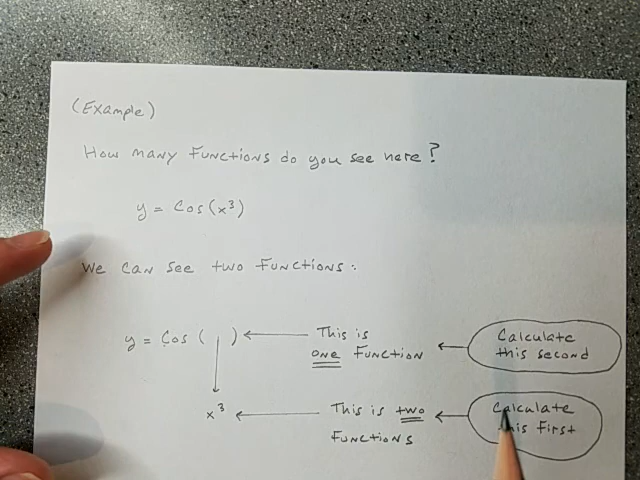 (Example)
How many Functions do you see here?
y = Cos(x³)
We can see two Functions:
y = Cos ( )
This is
one Function
Calculate
this second
x³
This is two
Functions
Calculate
this First